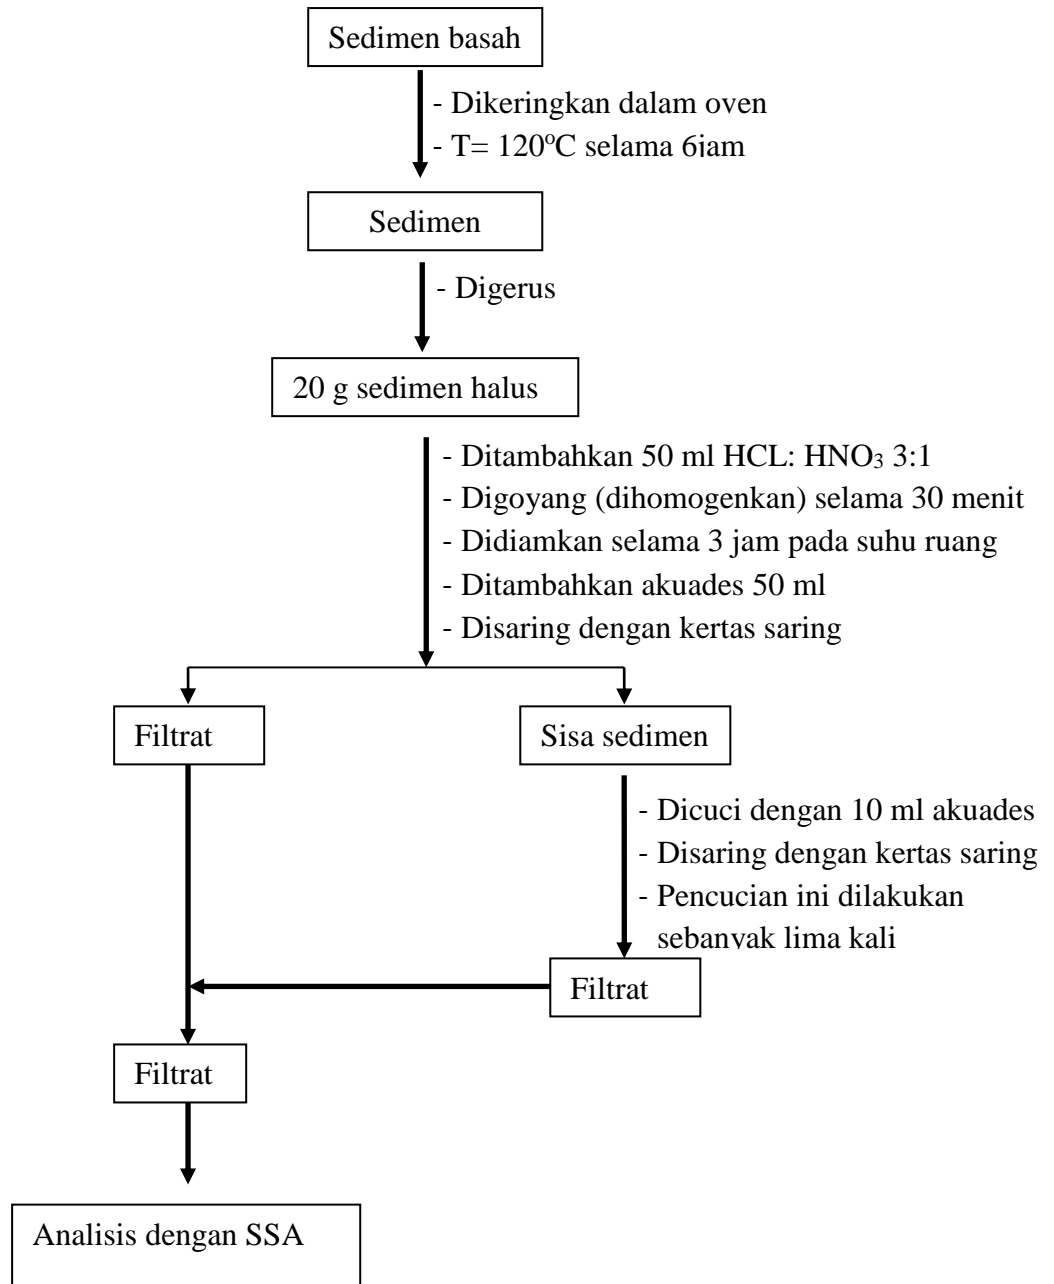 Sedimen basah
- Dikeringkan dalam oven
- T= 120ºC selama 6jam
Sedimen
- Digerus
20 g sedimen halus
- Ditambahkan 50 ml HCL: HNO₃ 3:1
- Digoyang (dihomogenkan) selama 30 menit
- Didiamkan selama 3 jam pada suhu ruang
- Ditambahkan akuades 50 ml
- Disaring dengan kertas saring
Filtrat
Sisa sedimen
- Dicuci dengan 10 ml akuades
- Disaring dengan kertas saring
- Pencucian ini dilakukan
sebanyak lima kali
Filtrat
Filtrat
Analisis dengan SSA